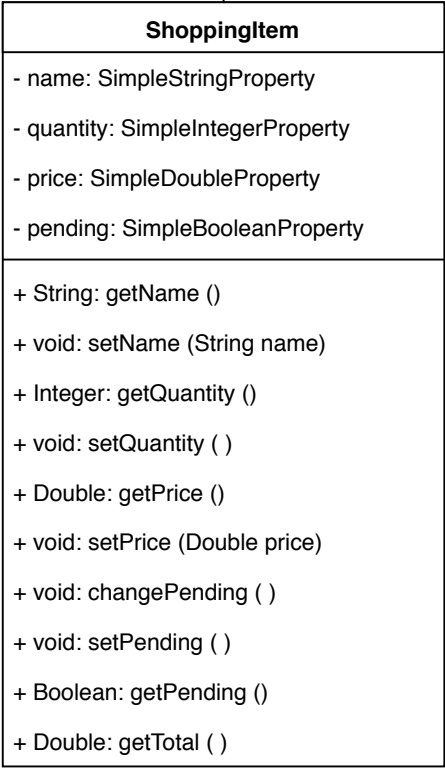 ShoppingItem
- name: SimpleStringProperty
- quantity: SimpleIntegerProperty
- price: SimpleDoubleProperty
- pending: SimpleBooleanProperty
+ String: getName ()
+ void: setName (String name)
+ Integer: getQuantity ()
+ void: setQuantity ( )
+ Double: getPrice ()
+ void: setPrice (Double price)
+ void: changePending ( )
+ void: setPending ( )
+ Boolean: getPending ()
+ Double: getTotal ( )